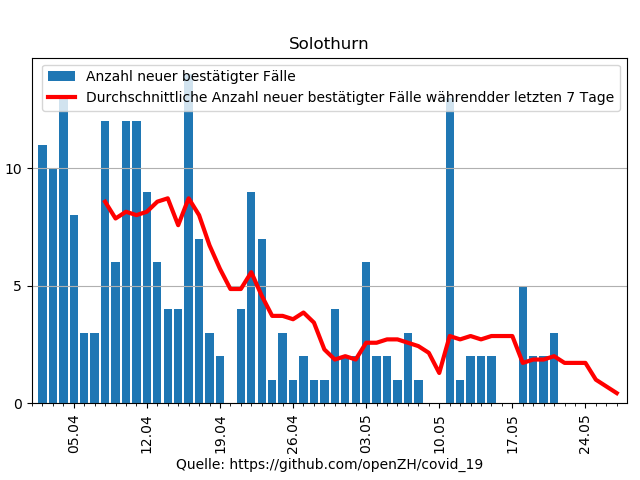 Solothurn
Anzahl neuer bestätigter Fälle
Durchschnittliche Anzahl neuer bestätigter Fälle währendder letzten 7 Tage
10
5
0
05.04
12.04
19.04
26.04
03.05
10.05
17.05
24.05
Quelle: https://github.com/openZH/covid_19